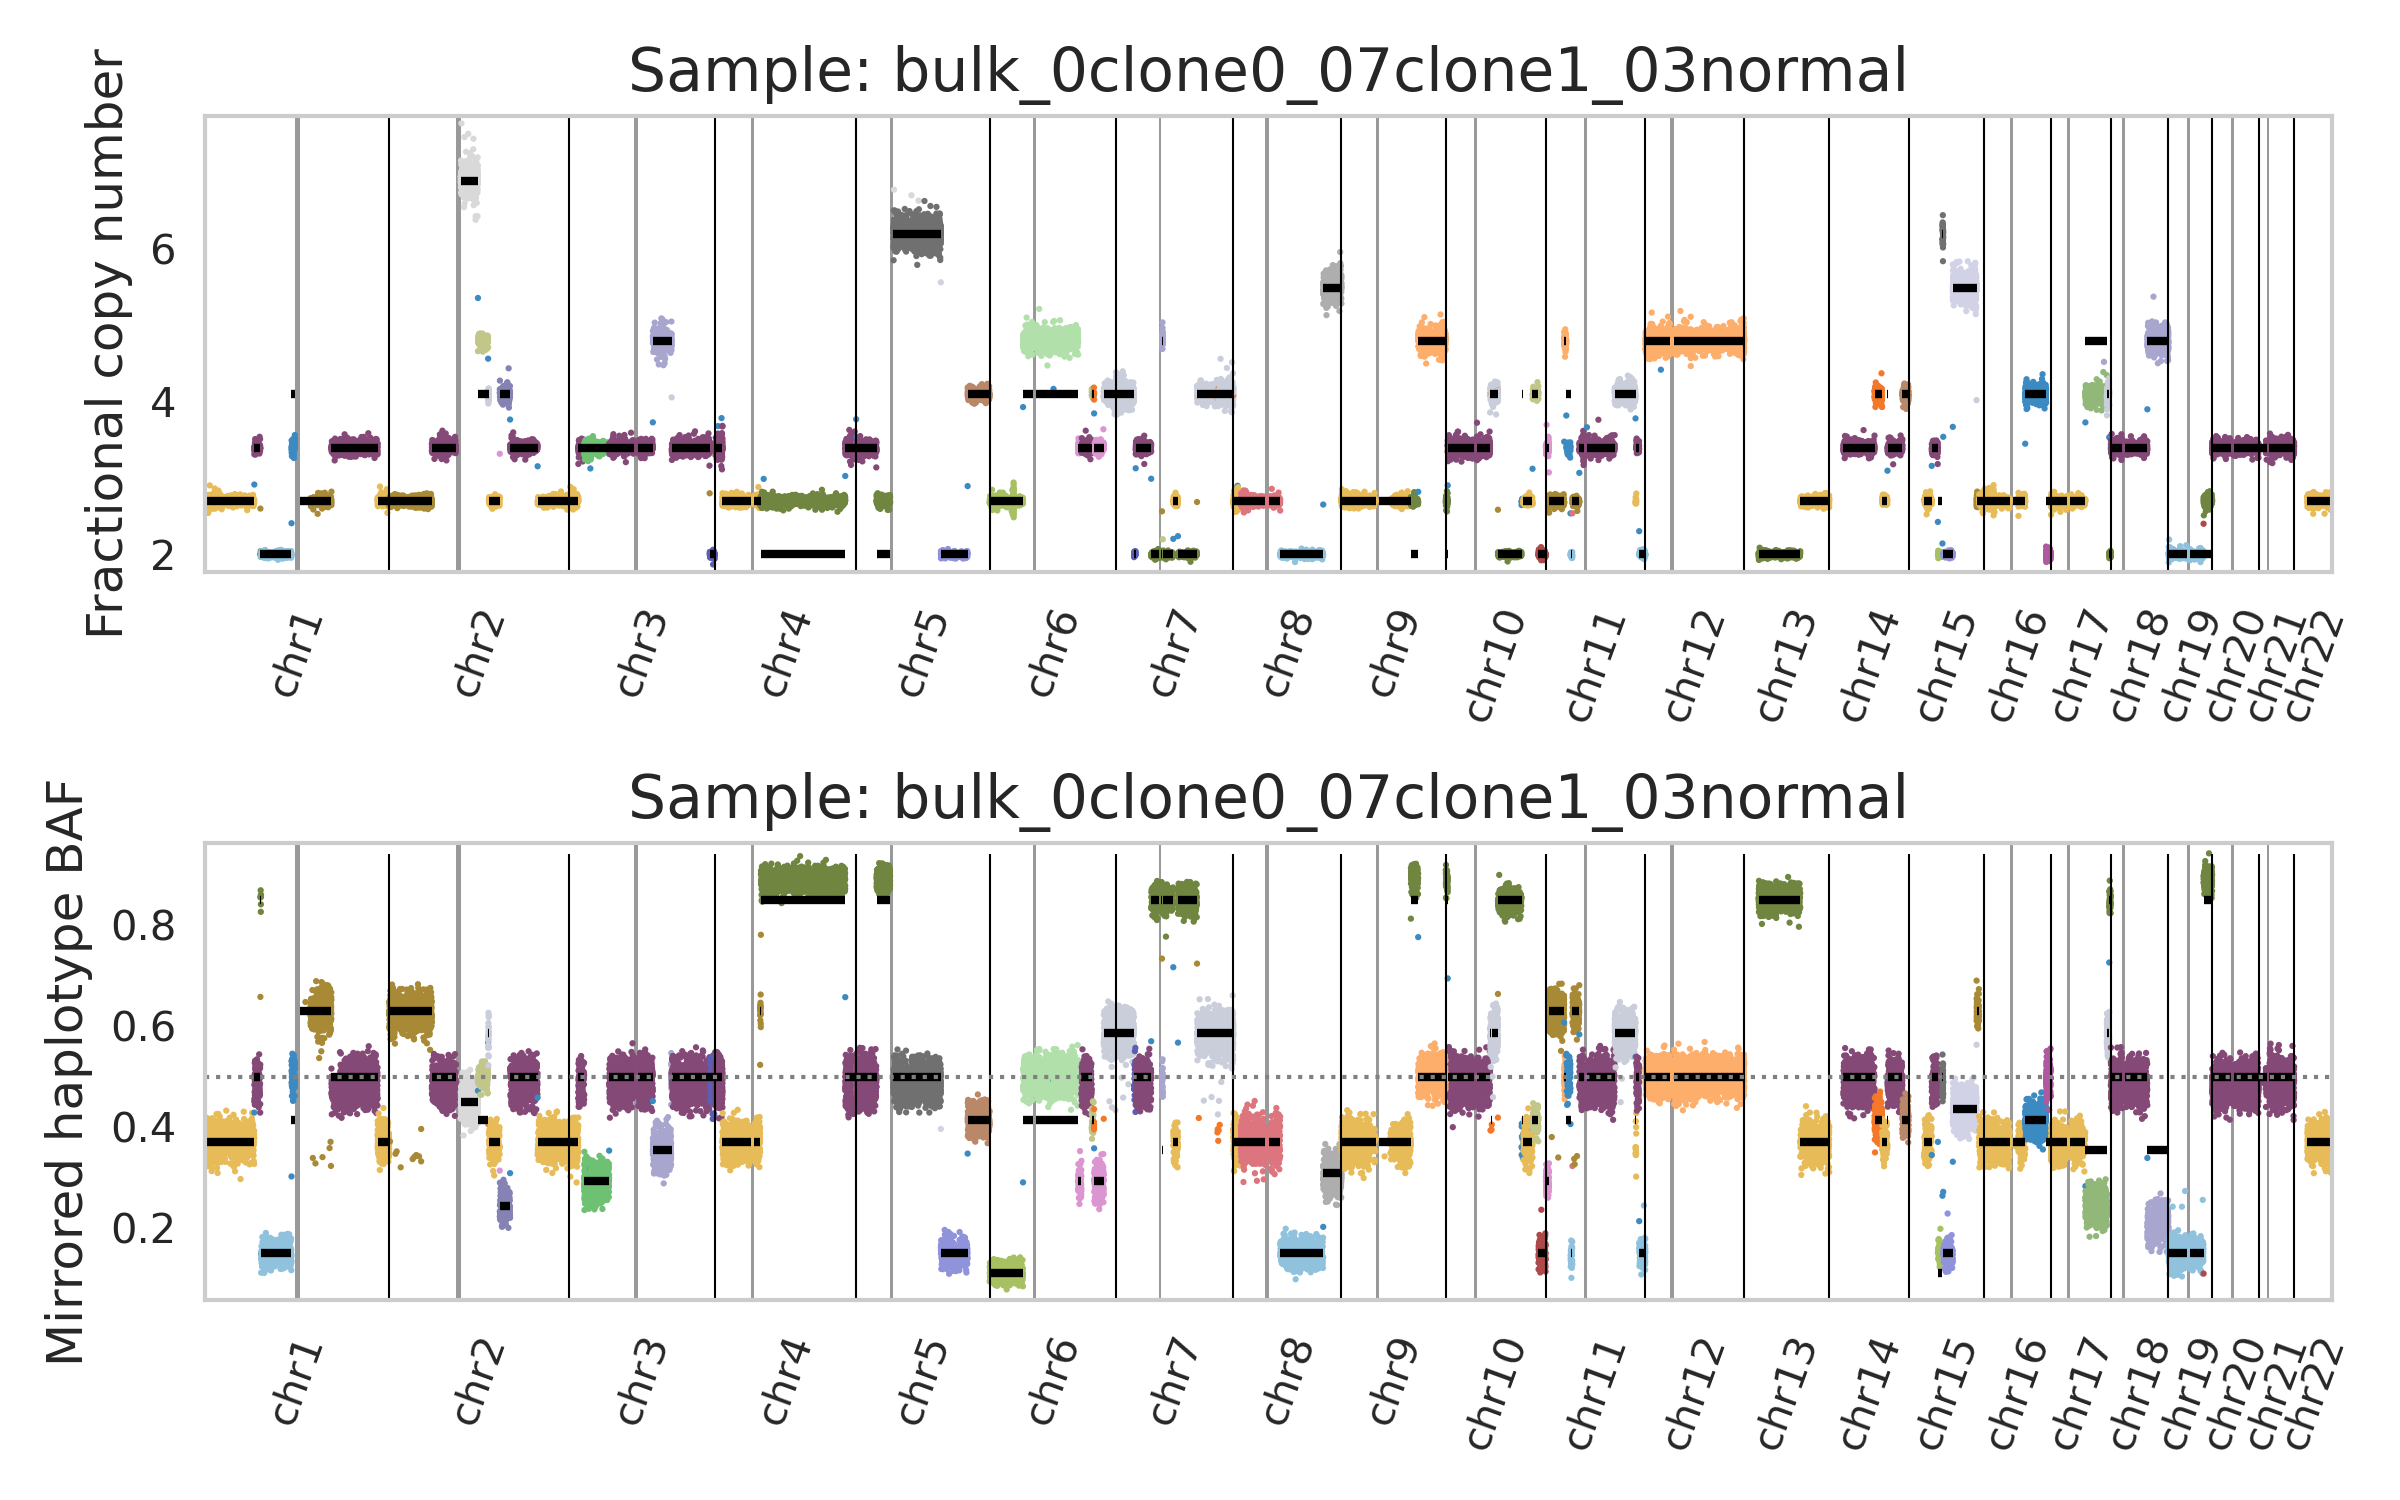 Sample: bulk_0clone0_07clone1_03normal
Fractional copy number
6
4
2
chr1
chr2
chr3
chr4
chr5
chr6
chr7
chr8
chr9
chr10
chr11
chr12
chr13
chr14
chr15
chr16
chr17
chr18
chr19
chr20
chr21
chr22
Sample: bulk_0clone0_07clone1_03normal
Mirrored haplotype BAF
0.8
0.6
0.4
0.2
chr1
chr2
chr3
chr4
chr5
chr6
chr7
chr8
chr9
chr10
chr11
chr12
chr13
chr14
chr15
chr16
chr17
chr18
chr19
chr20
chr21
chr22